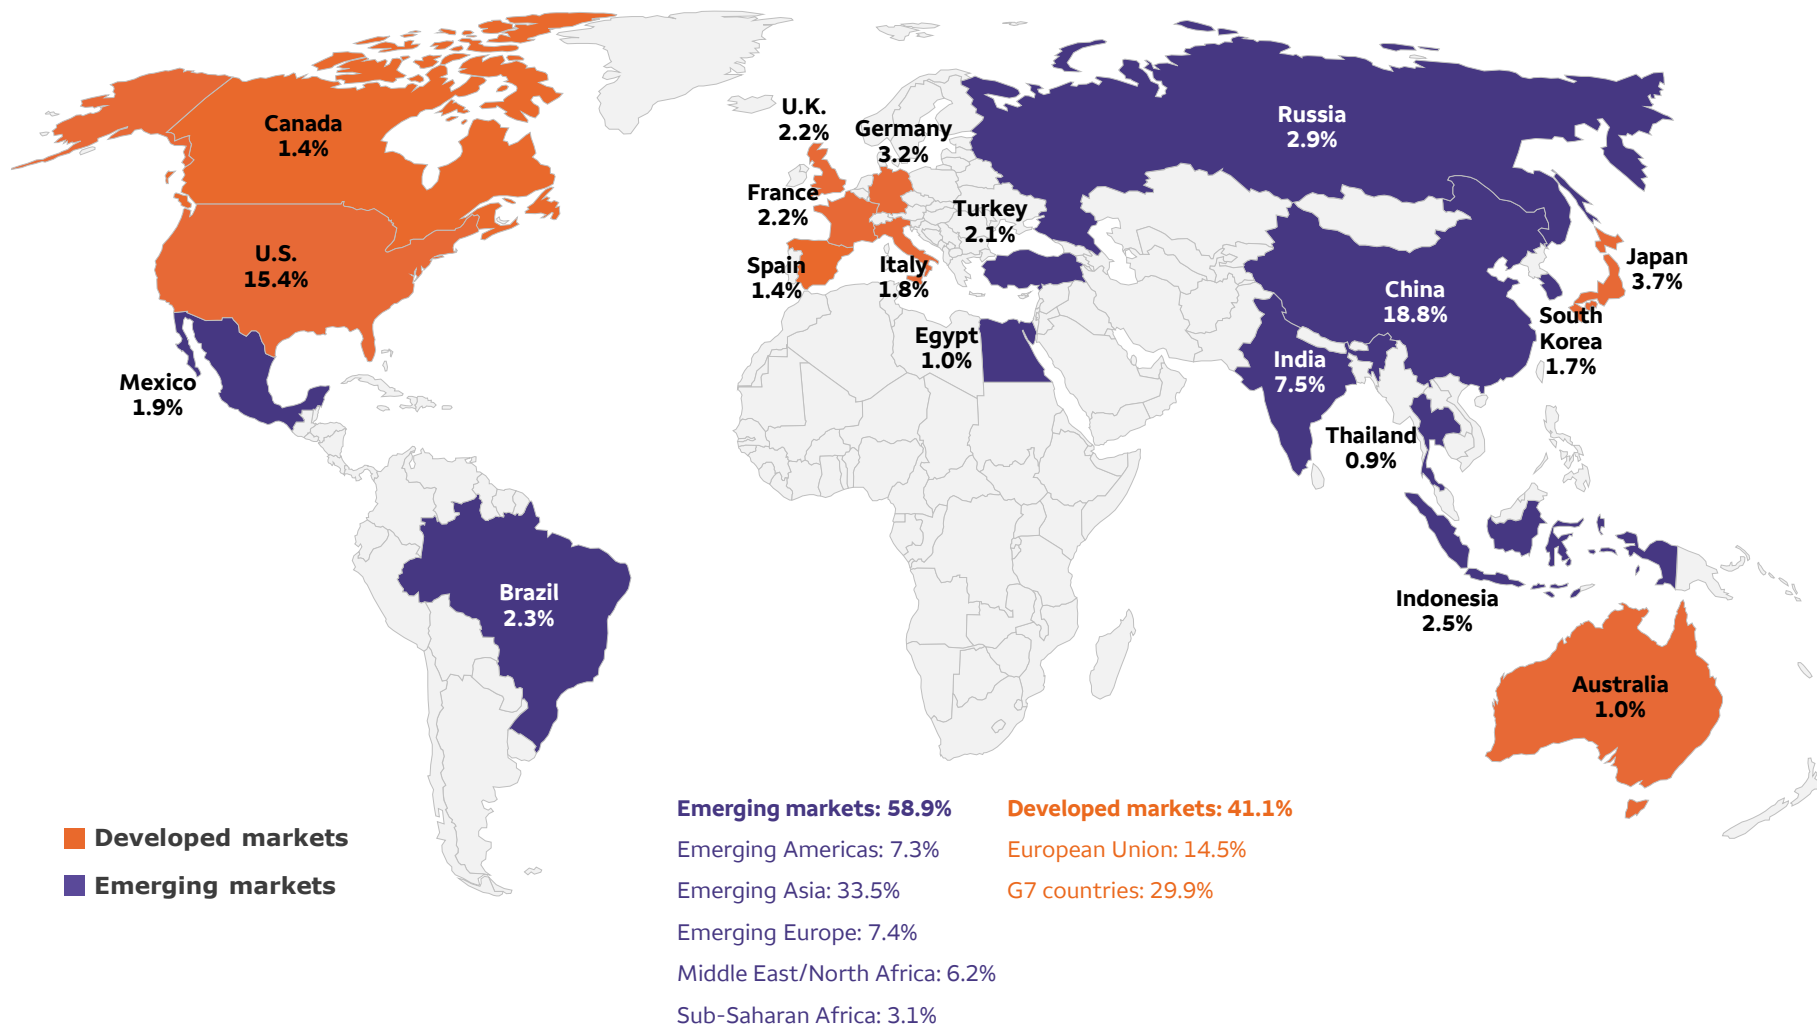 Canada
1.4%
U.S.
15.4%
Mexico
1.9%
Brazil
2.3%
U.K.
2.2%
Germany
3.2%
France
2.2%
Turkey
2.1%
Spain
1.4%
Italy
1.8%
Egypt
1.0%
Russia
2.9%
China
18.8%
Japan
3.7%
South
Korea
1.7%
India
7.5%
Thailand
0.9%
Indonesia
2.5%
Australia
1.0%
Developed markets
Emerging markets
Emerging markets: 58.9%
Emerging Americas: 7.3%
Emerging Asia: 33.5%
Emerging Europe: 7.4%
Middle East/North Africa: 6.2%
Sub-Saharan Africa: 3.1%
Developed markets: 41.1%
European Union: 14.5%
G7 countries: 29.9%